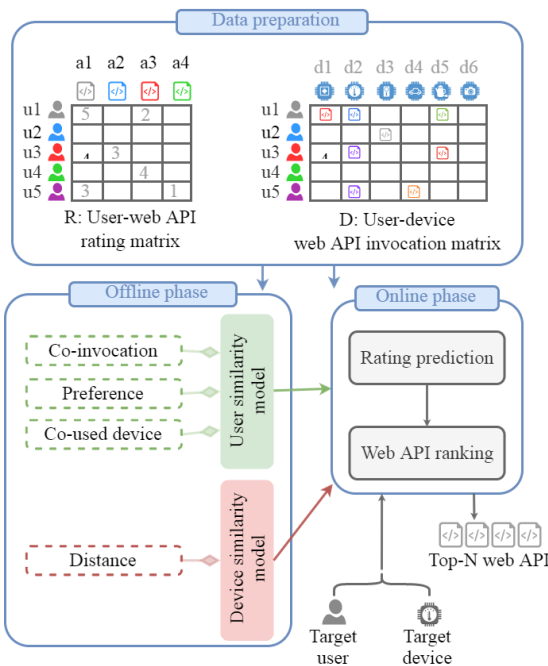 Data preparation
a1 a2 a3 a4
d1 d2 d3 d4 d5 d6
u1 5 2
u2
u3 4 3
u4 4
u5 3 1
u1
u2
u3 4
u4
u5
R: User-web API
rating matrix
D: User-device
web API invocation matrix
Offline phase
Co-invocation
Preference
Co-used device
User similarity
model
Distance
Device similarity
model
Online phase
Rating prediction
Web API ranking
Top-N web API
Target
user
Target
device